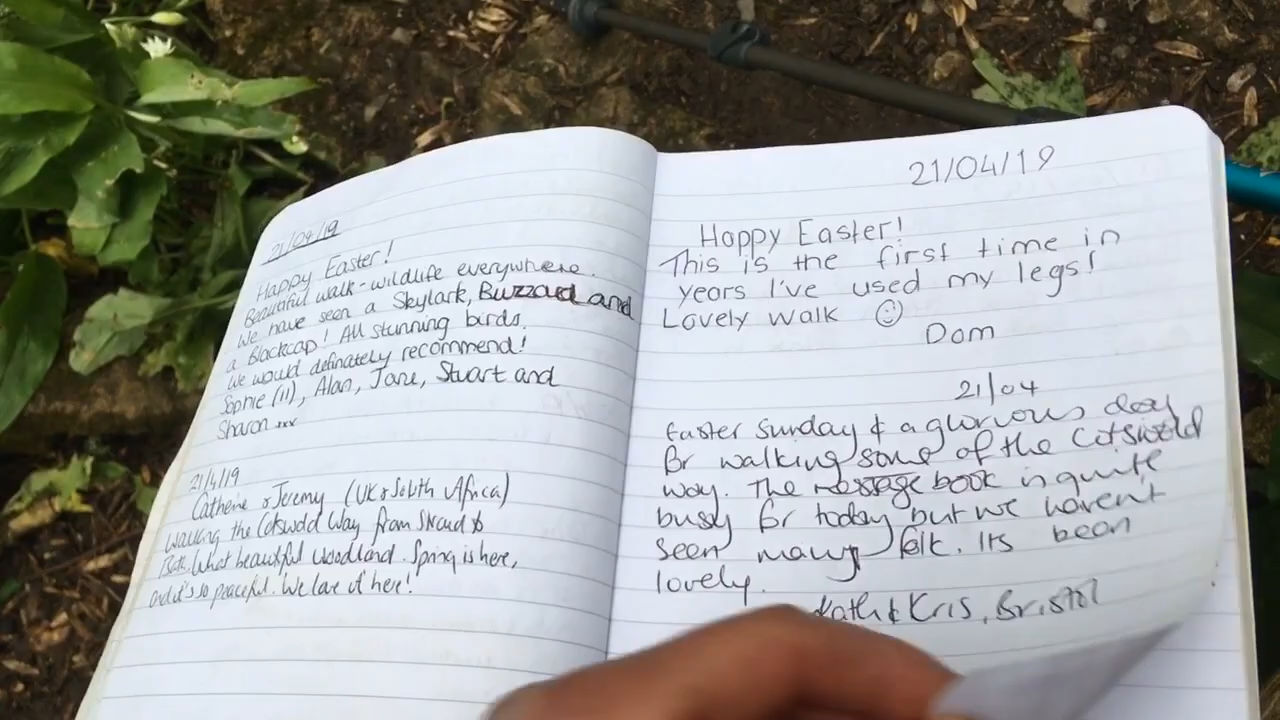 21/04/19
Happy Easter!
Beautiful walk - wildlife everywhere.
We have seen a Skylark, Buzzard and
a Blackcap! All stunning birds.
We would definately recommend!
Sophie (11), Alan, Jane, Stuart and
Sharon xxx
21/4/19
Catherine & Jeremy (UK & South Africa)
walking the Cotswold Way from Stroud to
Bath. What beautiful woodland. Spring is here,
and it's so peaceful. We love it here!
21/04/19
Happy Easter!
This is the first time in
years I've used my legs!
Lovely walk ☺
Dom
21/04
Easter Sunday & a glorious day
for walking some of the Cotswold
Way. The message book is quite
busy for today but we haven't
seen many folk. Its been
lovely.
Kath & Kris, Bristol